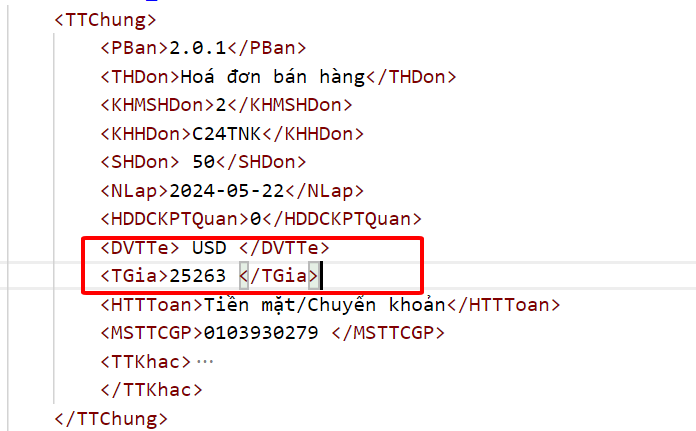 <TTChung>
<PBan>2.0.1</PBan>
<THDon>Hoá đơn bán hàng</THDon>
<KHMSHDon>2</KHMSHDon>
<KHHDon>C24TNK</KHHDon>
<SHDon> 50</SHDon>
<NLap>2024-05-22</NLap>
<HDDCKPTQuan>0</HDDCKPTQuan>
<DVTTe> USD </DVTTe>
<TGia>25263 </TGia>
<HTTToan>Tiền mặt/Chuyển khoản</HTTToan>
<MSTTCGP>0103930279 </MSTTCGP>
<TTKhac>⋯
</TTKhac>
</TTChung>